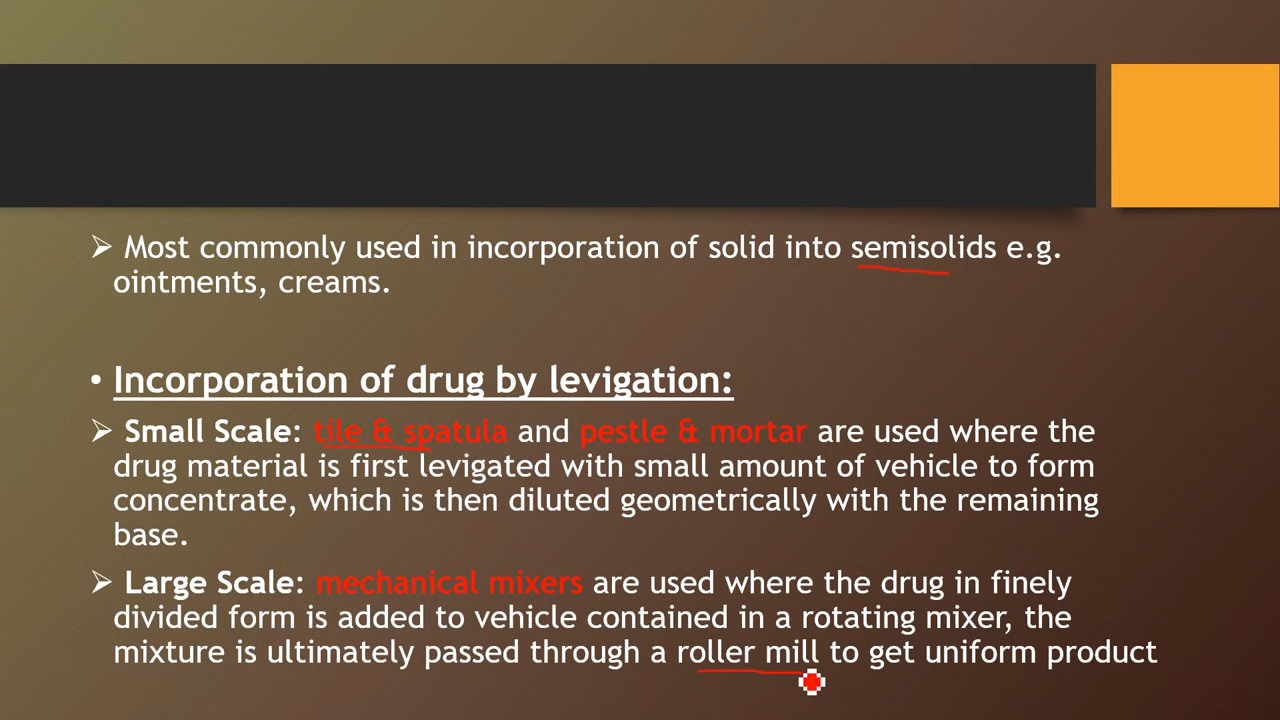 ➢ Most commonly used in incorporation of solid into semisolids e.g.
ointments, creams.
• Incorporation of drug by levigation:
➢ Small Scale: tile & spatula and pestle & mortar are used where the
drug material is first levigated with small amount of vehicle to form
concentrate, which is then diluted geometrically with the remaining
base.
➢ Large Scale: mechanical mixers are used where the drug in finely
divided form is added to vehicle contained in a rotating mixer, the
mixture is ultimately passed through a roller mill to get uniform product